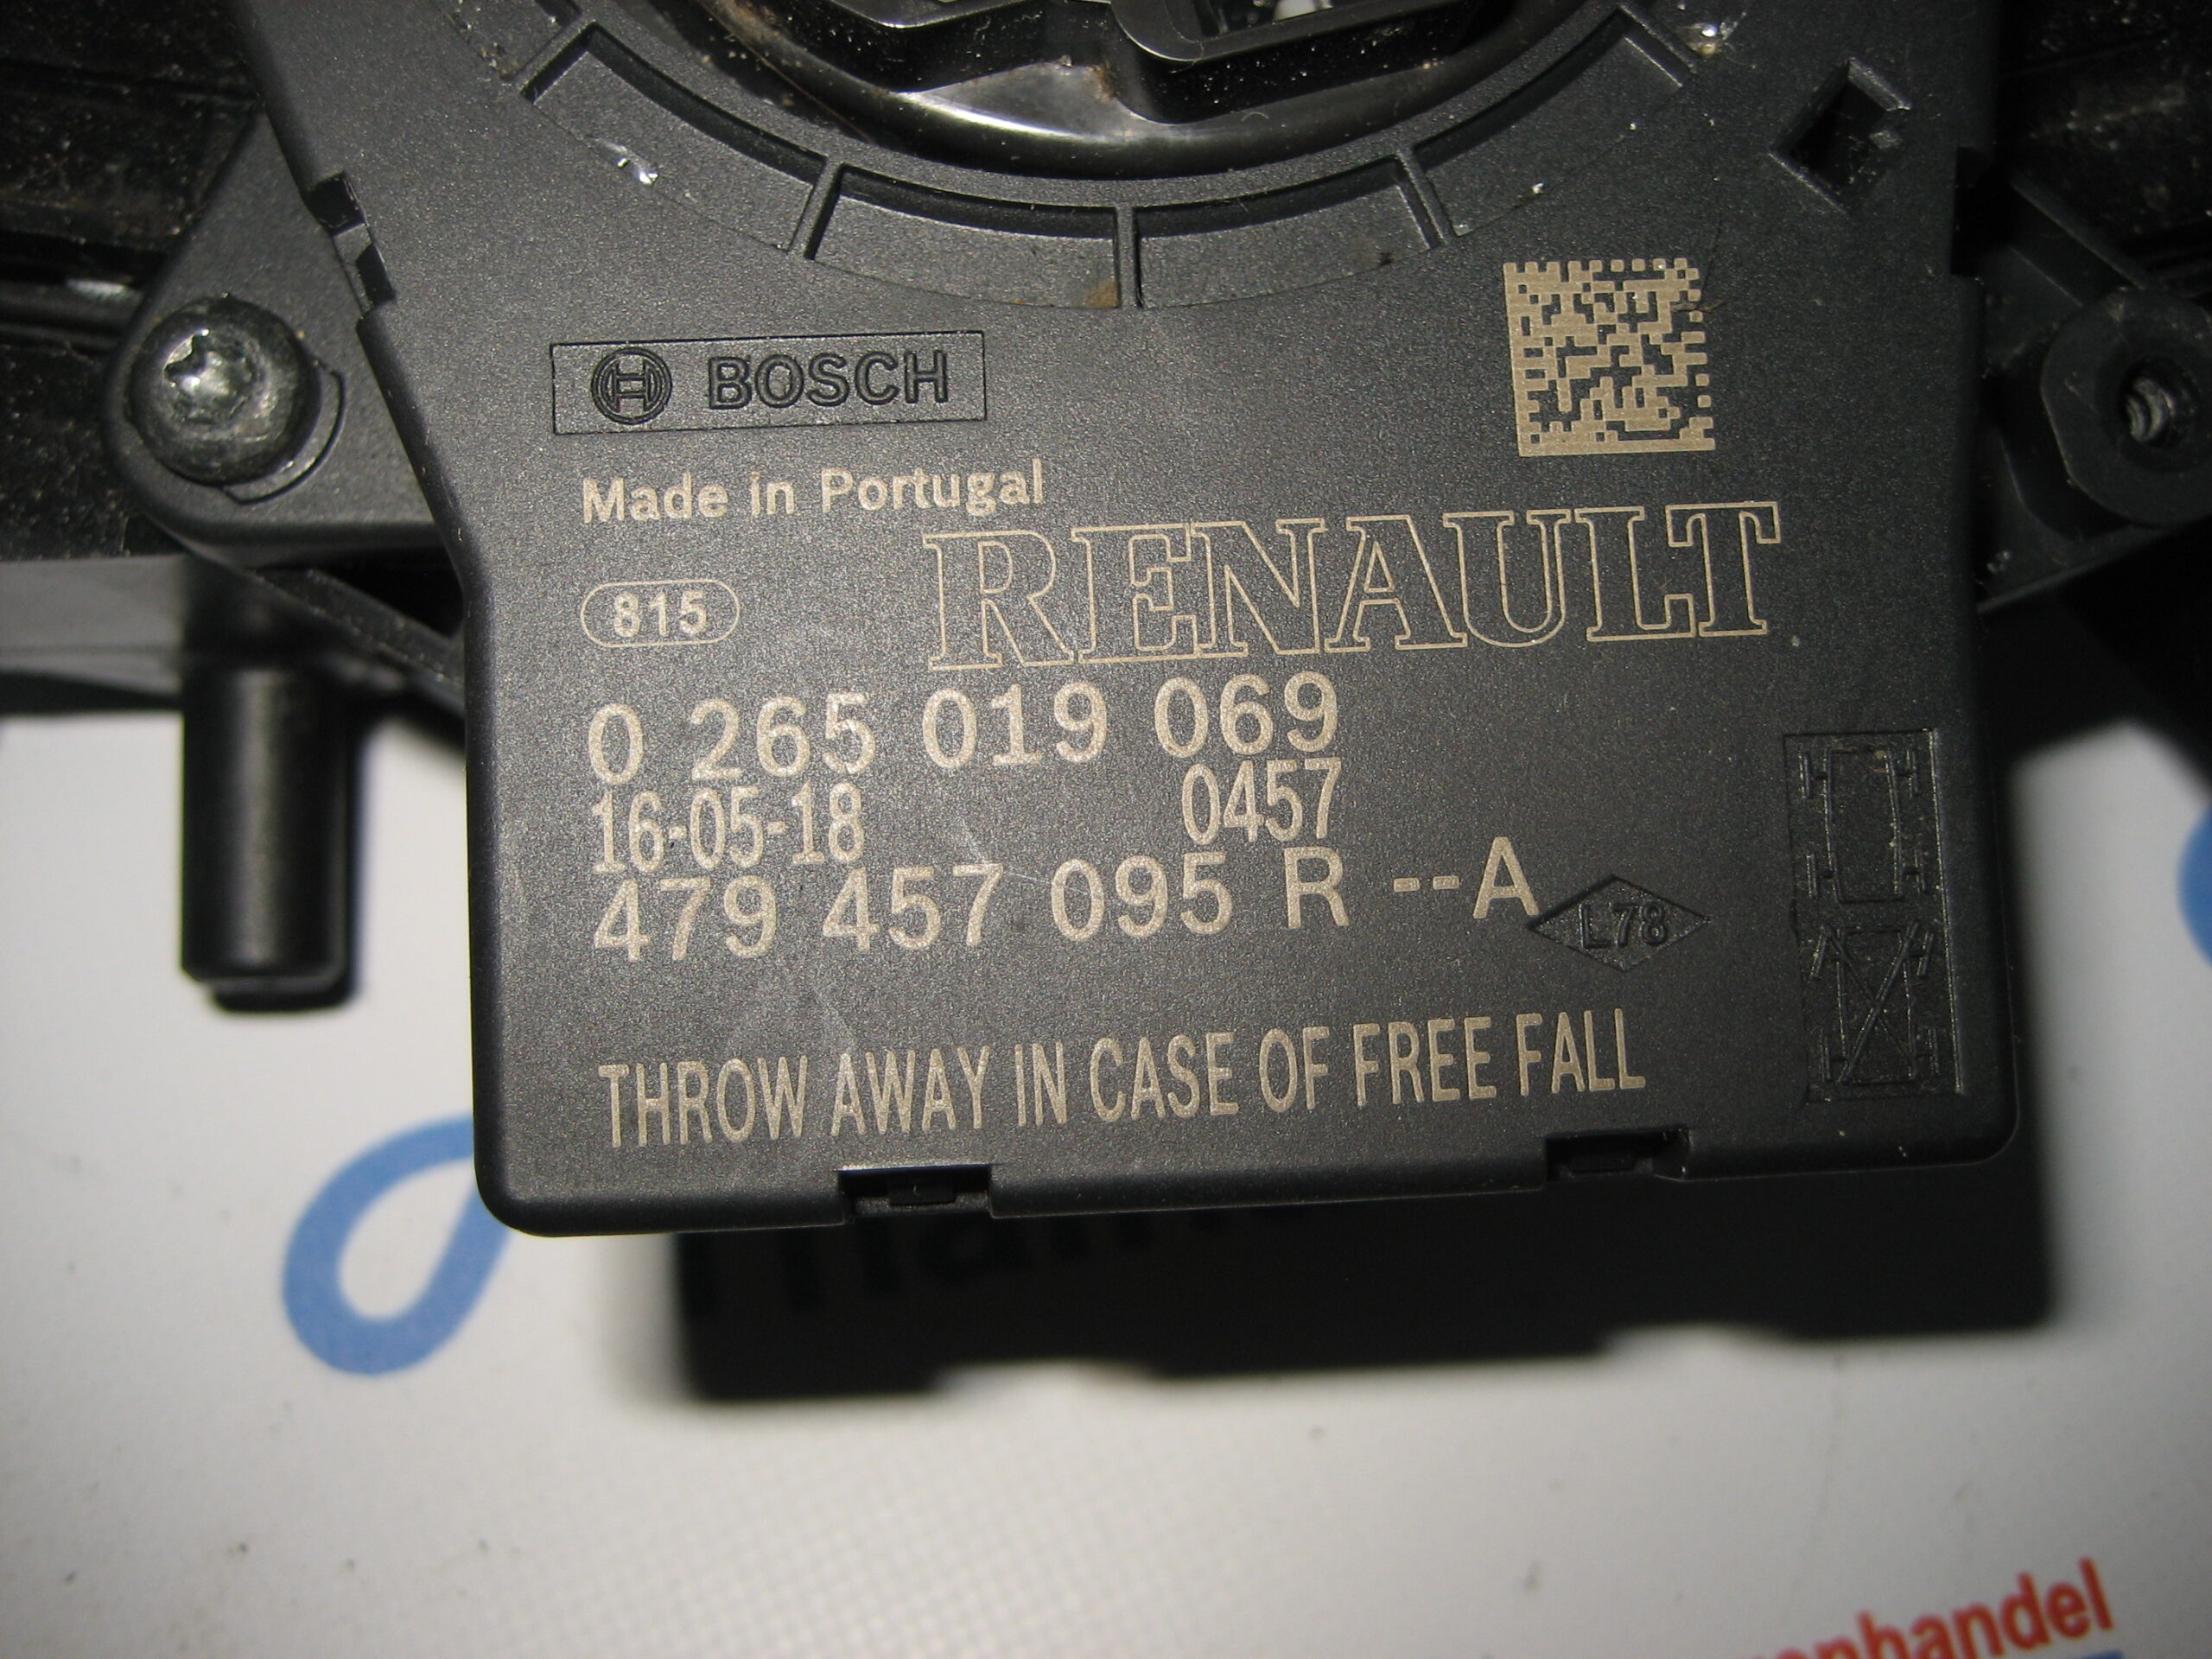 BOSCH
Made in Portugal
RENAULT
815
0 265 019 069
16-05-18 0457
479 457 095 R --A
L78
THROW AWAY IN CASE OF FREE FALL